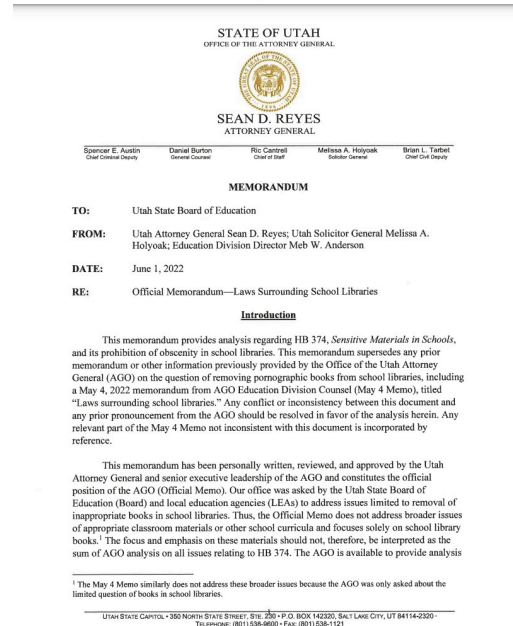 STATE OF UTAH
OFFICE OF THE ATTORNEY GENERAL
SEAN D. REYES
ATTORNEY GENERAL
Spencer E. Austin Daniel Burton Ric Cantrell Melissa A. Holyoak Brian L. Tarbet
Chief Criminal Deputy General Counsel Chief of Staff Solicitor General Chief Civil Deputy
MEMORANDUM
TO: Utah State Board of Education
FROM: Utah Attorney General Sean D. Reyes; Utah Solicitor General Melissa A.
Holyoak; Education Division Director Meb W. Anderson
DATE: June 1, 2022
RE: Official Memorandum—Laws Surrounding School Libraries
Introduction
This memorandum provides analysis regarding HB 374, Sensitive Materials in Schools,
and its prohibition of obscenity in school libraries. This memorandum supersedes any prior
memorandum or other information previously provided by the Office of the Utah Attorney
General (AGO) on the question of removing pornographic books from school libraries, including
a May 4, 2022 memorandum from AGO Education Division Counsel (May 4 Memo), titled
“Laws surrounding school libraries.” Any conflict or inconsistency between this document and
any prior pronouncement from the AGO should be resolved in favor of the analysis herein. Any
relevant part of the May 4 Memo not inconsistent with this document is incorporated by
reference.
This memorandum has been personally written, reviewed, and approved by the Utah
Attorney General and senior executive leadership of the AGO and constitutes the official
position of the AGO (Official Memo). Our office was asked by the Utah State Board of
Education (Board) and local education agencies (LEAs) to address issues limited to removal of
inappropriate books in school libraries. Thus, the Official Memo does not address broader issues
of appropriate classroom materials or other school curricula and focuses solely on school library
books.¹ The focus and emphasis on these materials should not, therefore, be interpreted as the
sum of AGO analysis on all issues relating to HB 374. The AGO is available to provide analysis
¹ The May 4 Memo similarly does not address these broader issues because the AGO was only asked about the
limited question of books in school libraries.
UTAH STATE CAPITOL • 350 NORTH STATE STREET, STE. 230 • P.O. BOX 142320, SALT LAKE CITY, UT 84114-2320 •
TELEPHONE: (801) 538-9600 • FAX: (801) 538-1121